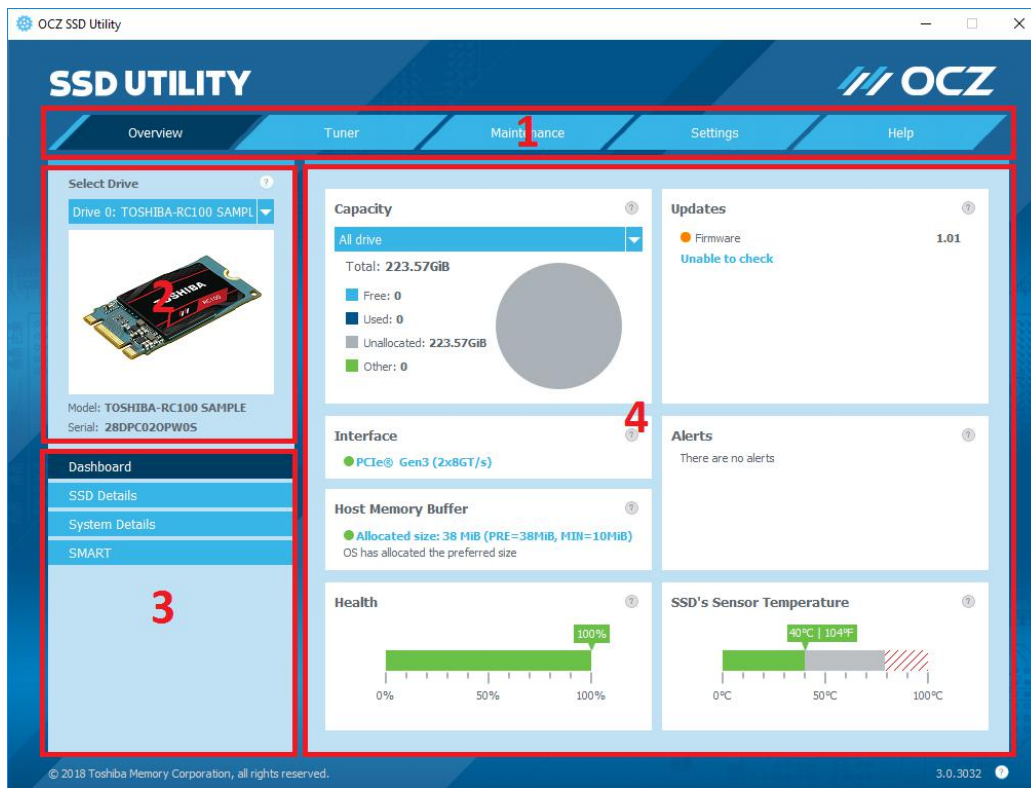 OCZ SSD Utility
SSD UTILITY
OCZ
Overview Tuner Maintenance Settings Help
1
Select Drive ?
Drive 0: TOSHIBA-RC100 SAMPL
TOSHIBA
RC100
2
Model: TOSHIBA-RC100 SAMPLE
Serial: 28DPC02OPW0S
Dashboard
SSD Details
System Details
SMART
3
Capacity ?
All drive
Total: 223.57GiB
Free: 0
Used: 0
Unallocated: 223.57GiB
Other: 0
Updates ?
Firmware 1.01
Unable to check
4
Interface ?
PCIe® Gen3 (2x8GT/s)
Alerts ?
There are no alerts
Host Memory Buffer ?
Allocated size: 38 MiB (PRE=38MiB, MIN=10MiB)
OS has allocated the preferred size
Health ?
100%
0% 50% 100%
SSD's Sensor Temperature ?
40°C | 104°F
0°C 50°C 100°C
© 2018 Toshiba Memory Corporation, all rights reserved. 3.0.3032 ?